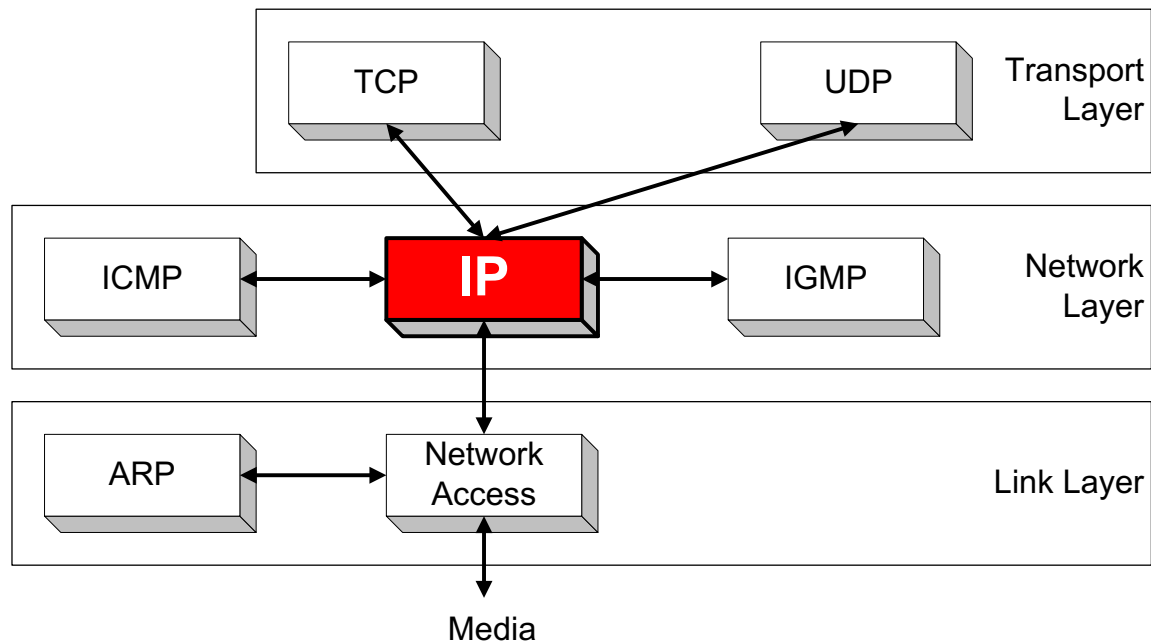 TCP
UDP
Transport
Layer
ICMP
IP
IGMP
Network
Layer
ARP
Network
Access
Link Layer
Media